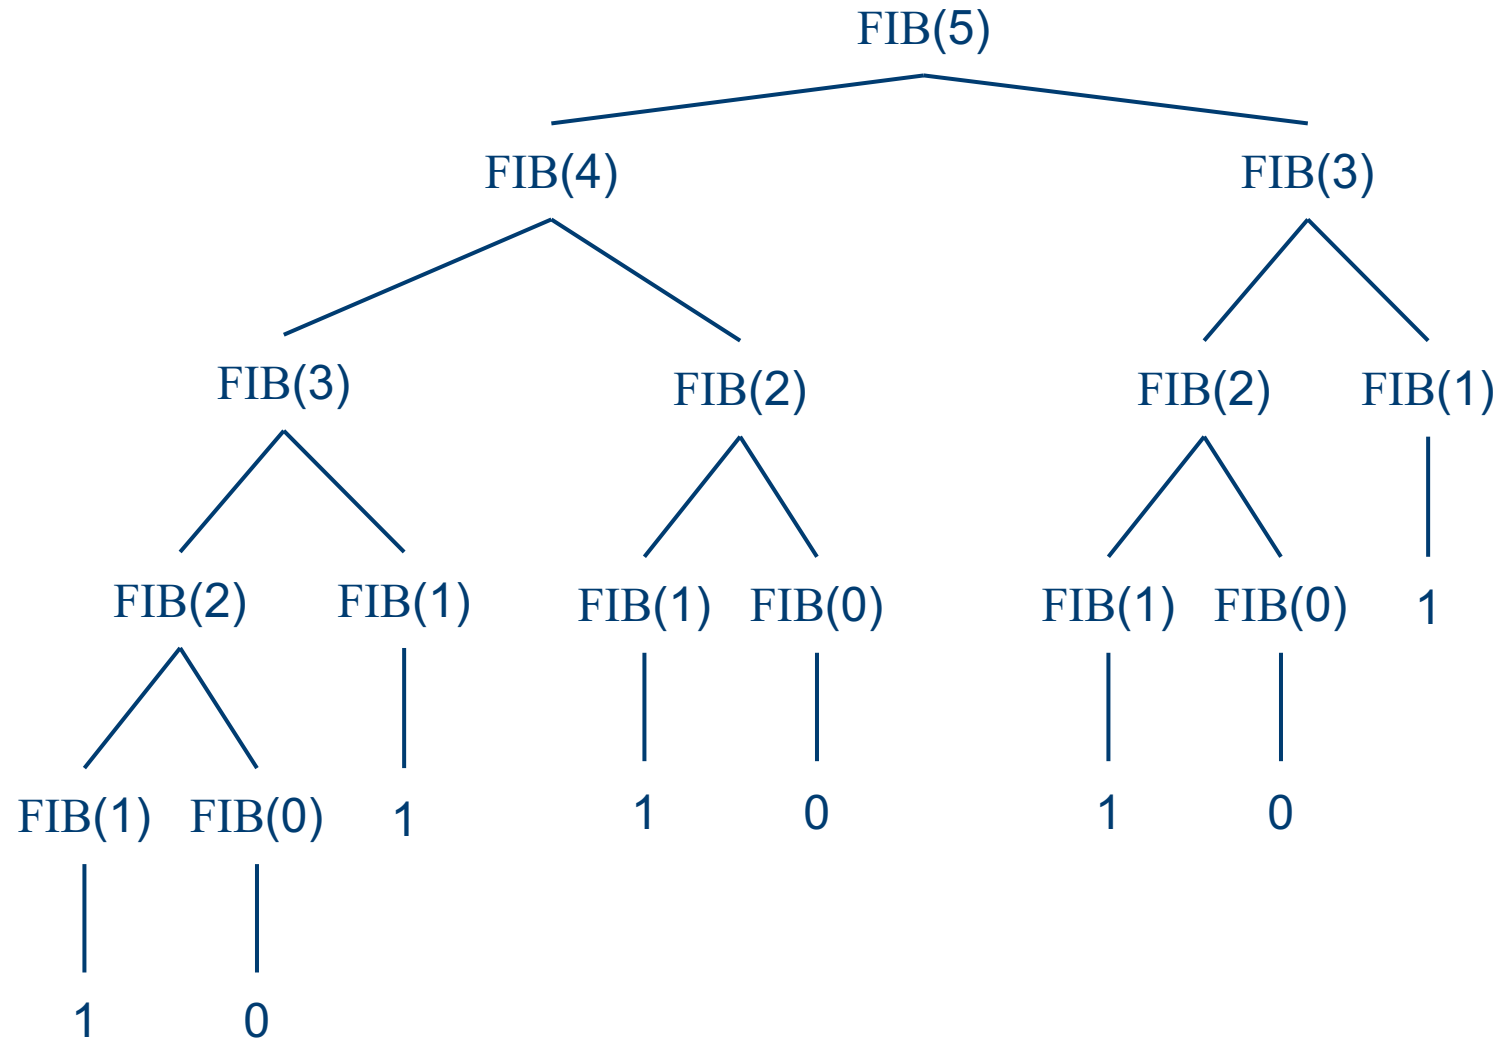 FIB(5)
FIB(4) FIB(3)
FIB(3) FIB(2) FIB(2) FIB(1)
FIB(2) FIB(1) FIB(1) FIB(0) FIB(1) FIB(0) 1
FIB(1) FIB(0) 1 1 0 1 0
1 0